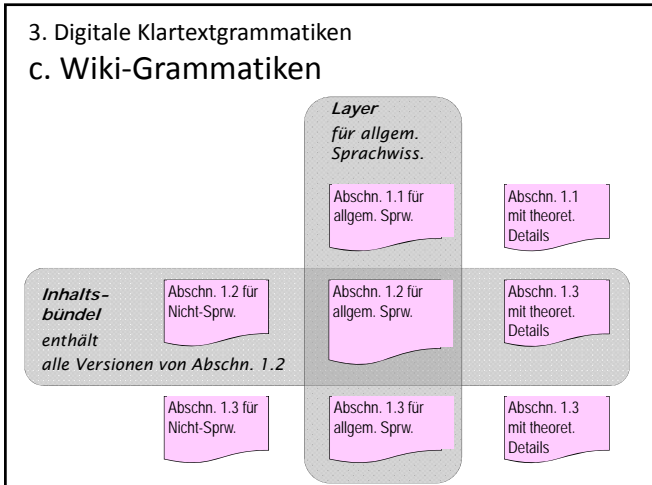 3. Digitale Klartextgrammatiken
c. Wiki-Grammatiken
Layer
für allgem.
Sprachwiss.
Abschn. 1.1 für
allgem. Sprw.
Abschn. 1.1
mit theoret.
Details
Inhalts-
bündel
enthält
alle Versionen von Abschn. 1.2
Abschn. 1.2 für
Nicht-Sprw.
Abschn. 1.2 für
allgem. Sprw.
Abschn. 1.3
mit theoret.
Details
Abschn. 1.3 für
Nicht-Sprw.
Abschn. 1.3 für
allgem. Sprw.
Abschn. 1.3
mit theoret.
Details